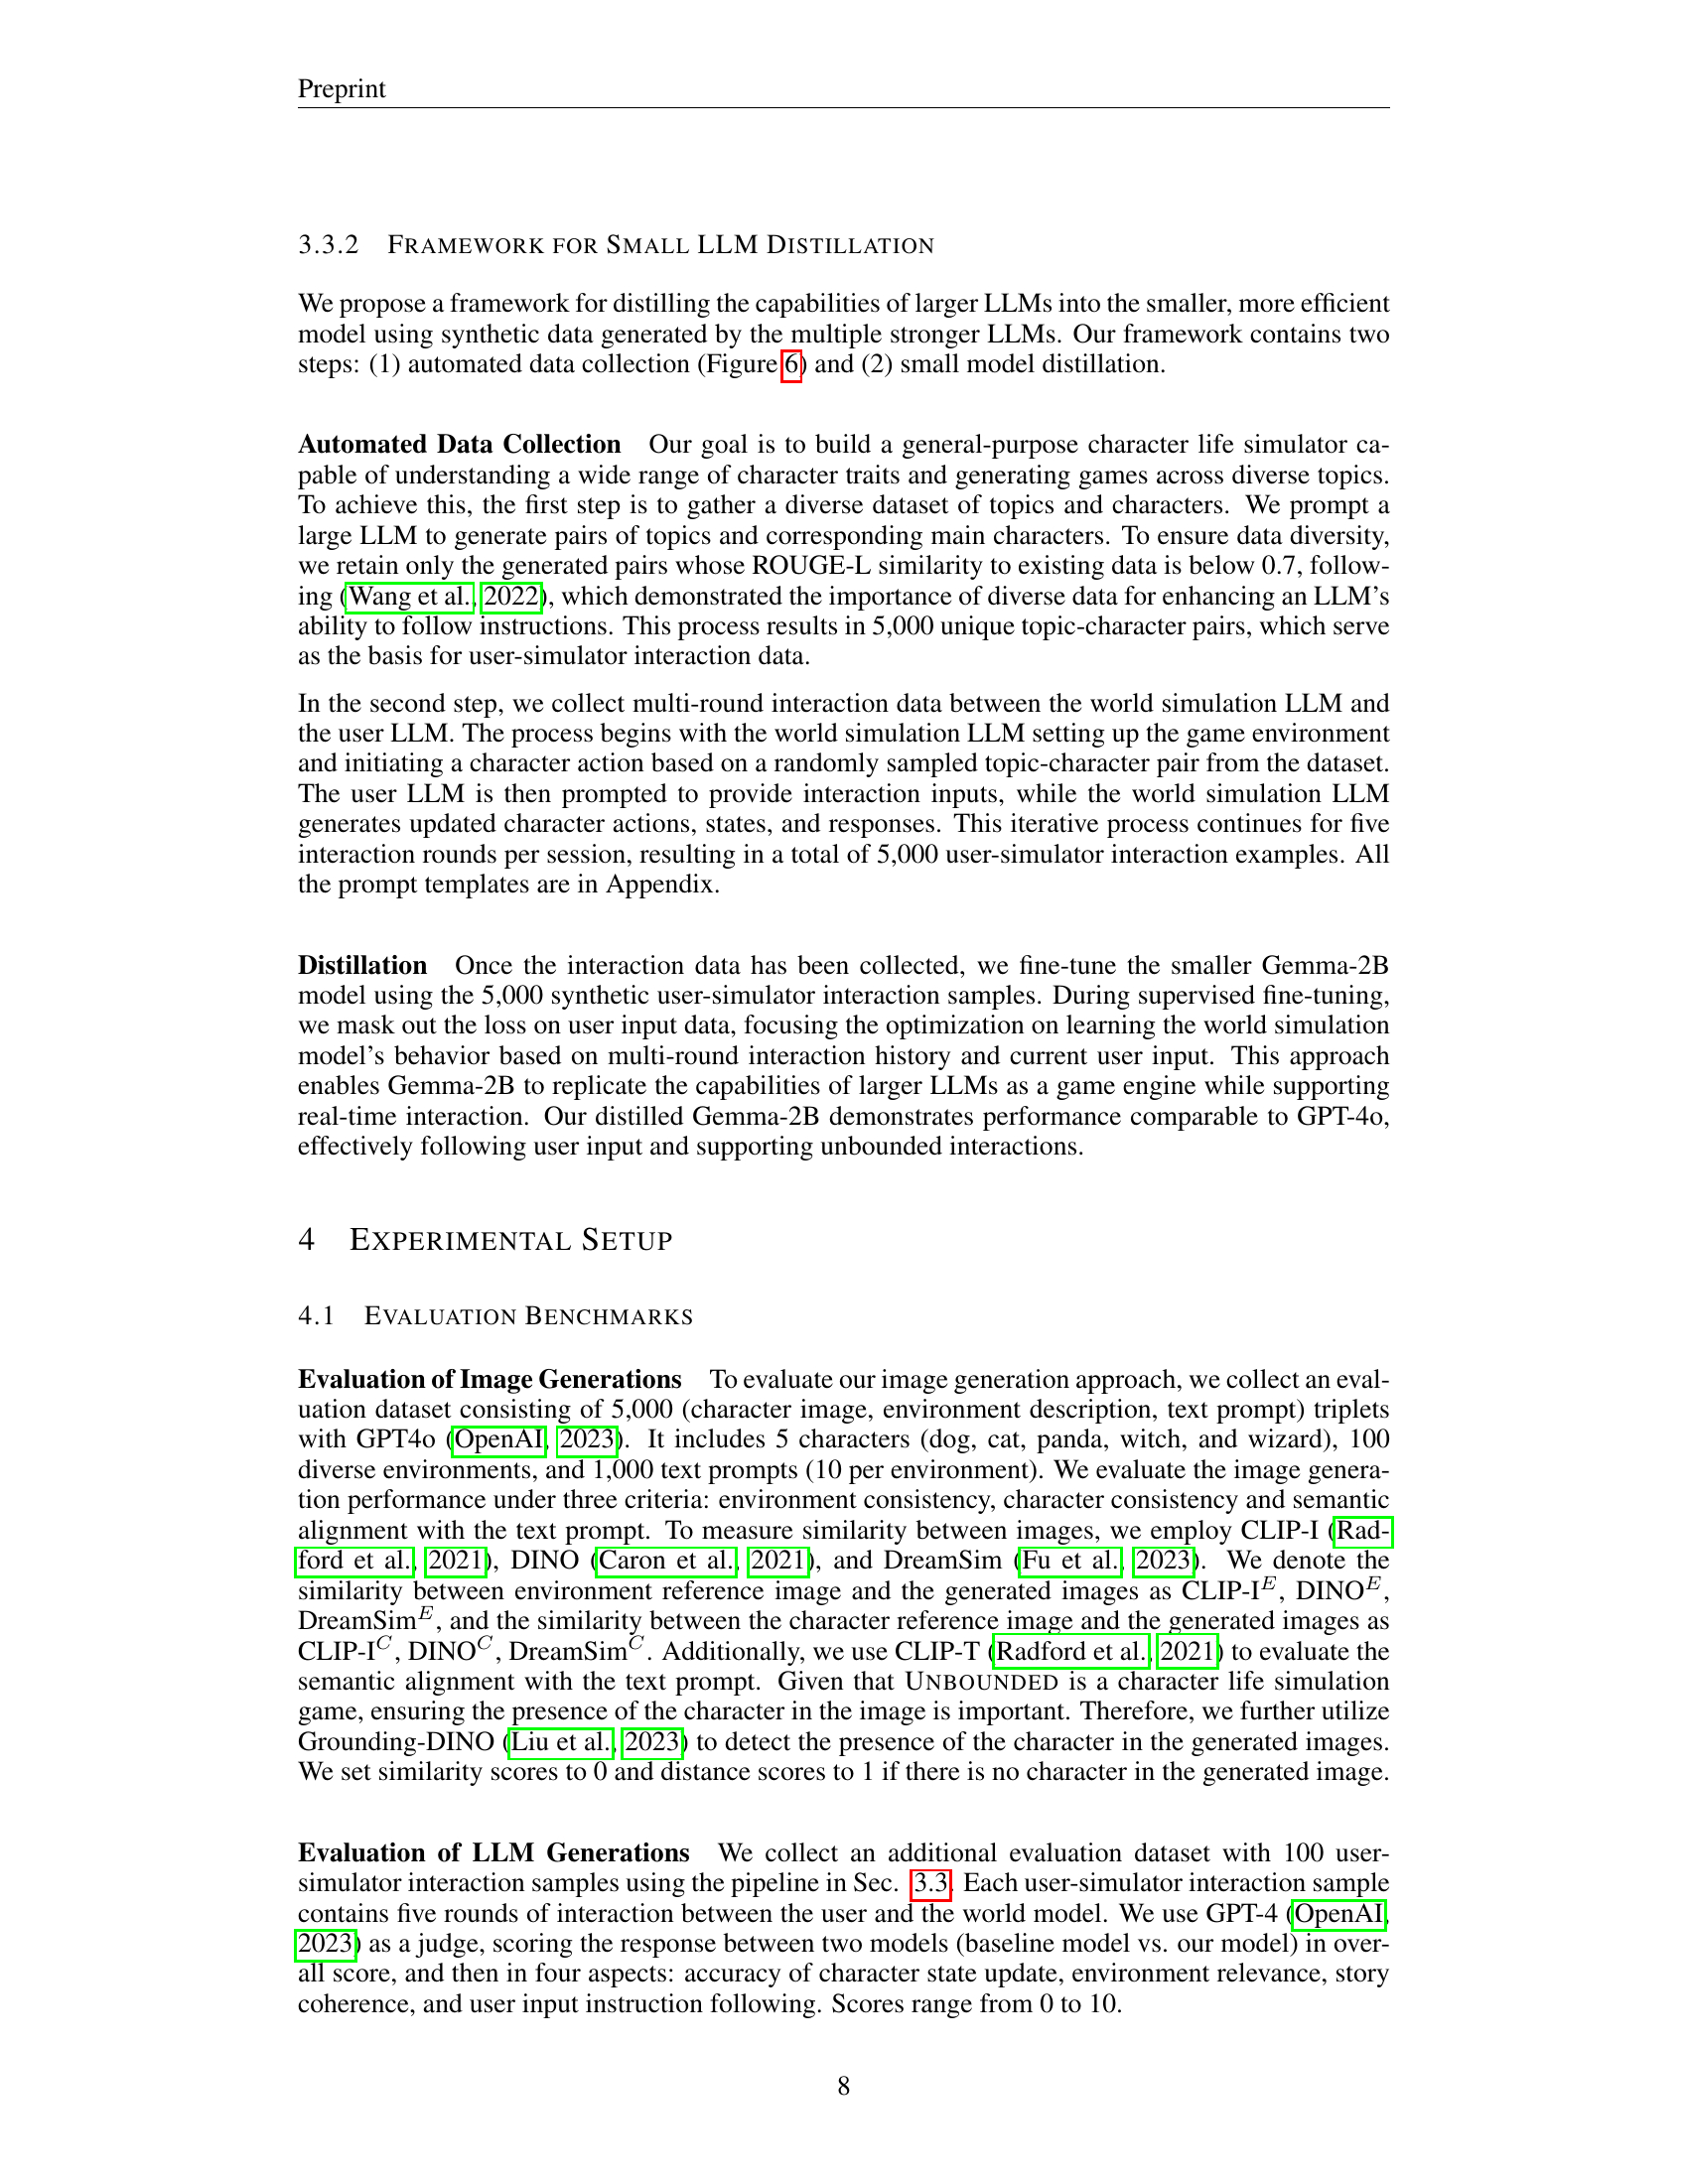 Preprint
3.3.2 FRAMEWORK FOR SMALL LLM DISTILLATION
We propose a framework for distilling the capabilities of larger LLMs into the smaller, more efficient
model using synthetic data generated by the multiple stronger LLMs. Our framework contains two
steps: (1) automated data collection (Figure 6) and (2) small model distillation.
Automated Data Collection Our goal is to build a general-purpose character life simulator ca-
pable of understanding a wide range of character traits and generating games across diverse topics.
To achieve this, the first step is to gather a diverse dataset of topics and characters. We prompt a
large LLM to generate pairs of topics and corresponding main characters. To ensure data diversity,
we retain only the generated pairs whose ROUGE-L similarity to existing data is below 0.7, follow-
ing (Wang et al., 2022), which demonstrated the importance of diverse data for enhancing an LLM's
ability to follow instructions. This process results in 5,000 unique topic-character pairs, which serve
as the basis for user-simulator interaction data.
In the second step, we collect multi-round interaction data between the world simulation LLM and
the user LLM. The process begins with the world simulation LLM setting up the game environment
and initiating a character action based on a randomly sampled topic-character pair from the dataset.
The user LLM is then prompted to provide interaction inputs, while the world simulation LLM
generates updated character actions, states, and responses. This iterative process continues for five
interaction rounds per session, resulting in a total of 5,000 user-simulator interaction examples. All
the prompt templates are in Appendix.
Distillation Once the interaction data has been collected, we fine-tune the smaller Gemma-2B
model using the 5,000 synthetic user-simulator interaction samples. During supervised fine-tuning,
we mask out the loss on user input data, focusing the optimization on learning the world simulation
model's behavior based on multi-round interaction history and current user input. This approach
enables Gemma-2B to replicate the capabilities of larger LLMs as a game engine while supporting
real-time interaction. Our distilled Gemma-2B demonstrates performance comparable to GPT-4o,
effectively following user input and supporting unbounded interactions.
4 EXPERIMENTAL SETUP
4.1 EVALUATION BENCHMARKS
Evaluation of Image Generations To evaluate our image generation approach, we collect an eval-
uation dataset consisting of 5,000 (character image, environment description, text prompt) triplets
with GPT4o (OpenAI, 2023). It includes 5 characters (dog, cat, panda, witch, and wizard), 100
diverse environments, and 1,000 text prompts (10 per environment). We evaluate the image genera-
tion performance under three criteria: environment consistency, character consistency and semantic
alignment with the text prompt. To measure similarity between images, we employ CLIP-I (Rad-
ford et al., 2021), DINO (Caron et al., 2021), and DreamSim (Fu et al., 2023). We denote the
similarity between environment reference image and the generated images as CLIP-I^E, DINO^E,
DreamSim^E, and the similarity between the character reference image and the generated images as
CLIP-I^C, DINO^C, DreamSim^C. Additionally, we use CLIP-T (Radford et al., 2021) to evaluate the
semantic alignment with the text prompt. Given that UNBOUNDED is a character life simulation
game, ensuring the presence of the character in the image is important. Therefore, we further utilize
Grounding-DINO (Liu et al., 2023) to detect the presence of the character in the generated images.
We set similarity scores to 0 and distance scores to 1 if there is no character in the generated image.
Evaluation of LLM Generations We collect an additional evaluation dataset with 100 user-
simulator interaction samples using the pipeline in Sec. 3.3. Each user-simulator interaction sample
contains five rounds of interaction between the user and the world model. We use GPT-4 (OpenAI,
2023) as a judge, scoring the response between two models (baseline model vs. our model) in over-
all score, and then in four aspects: accuracy of character state update, environment relevance, story
coherence, and user input instruction following. Scores range from 0 to 10.
8